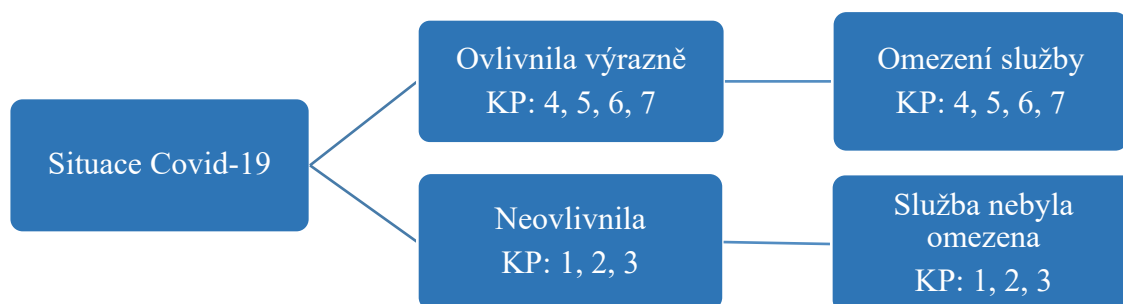 Situace Covid-19
Ovlivnila výrazně
KP: 4, 5, 6, 7
Omezení služby
KP: 4, 5, 6, 7
Neovlivnila
KP: 1, 2, 3
Služba nebyla
omezena
KP: 1, 2, 3